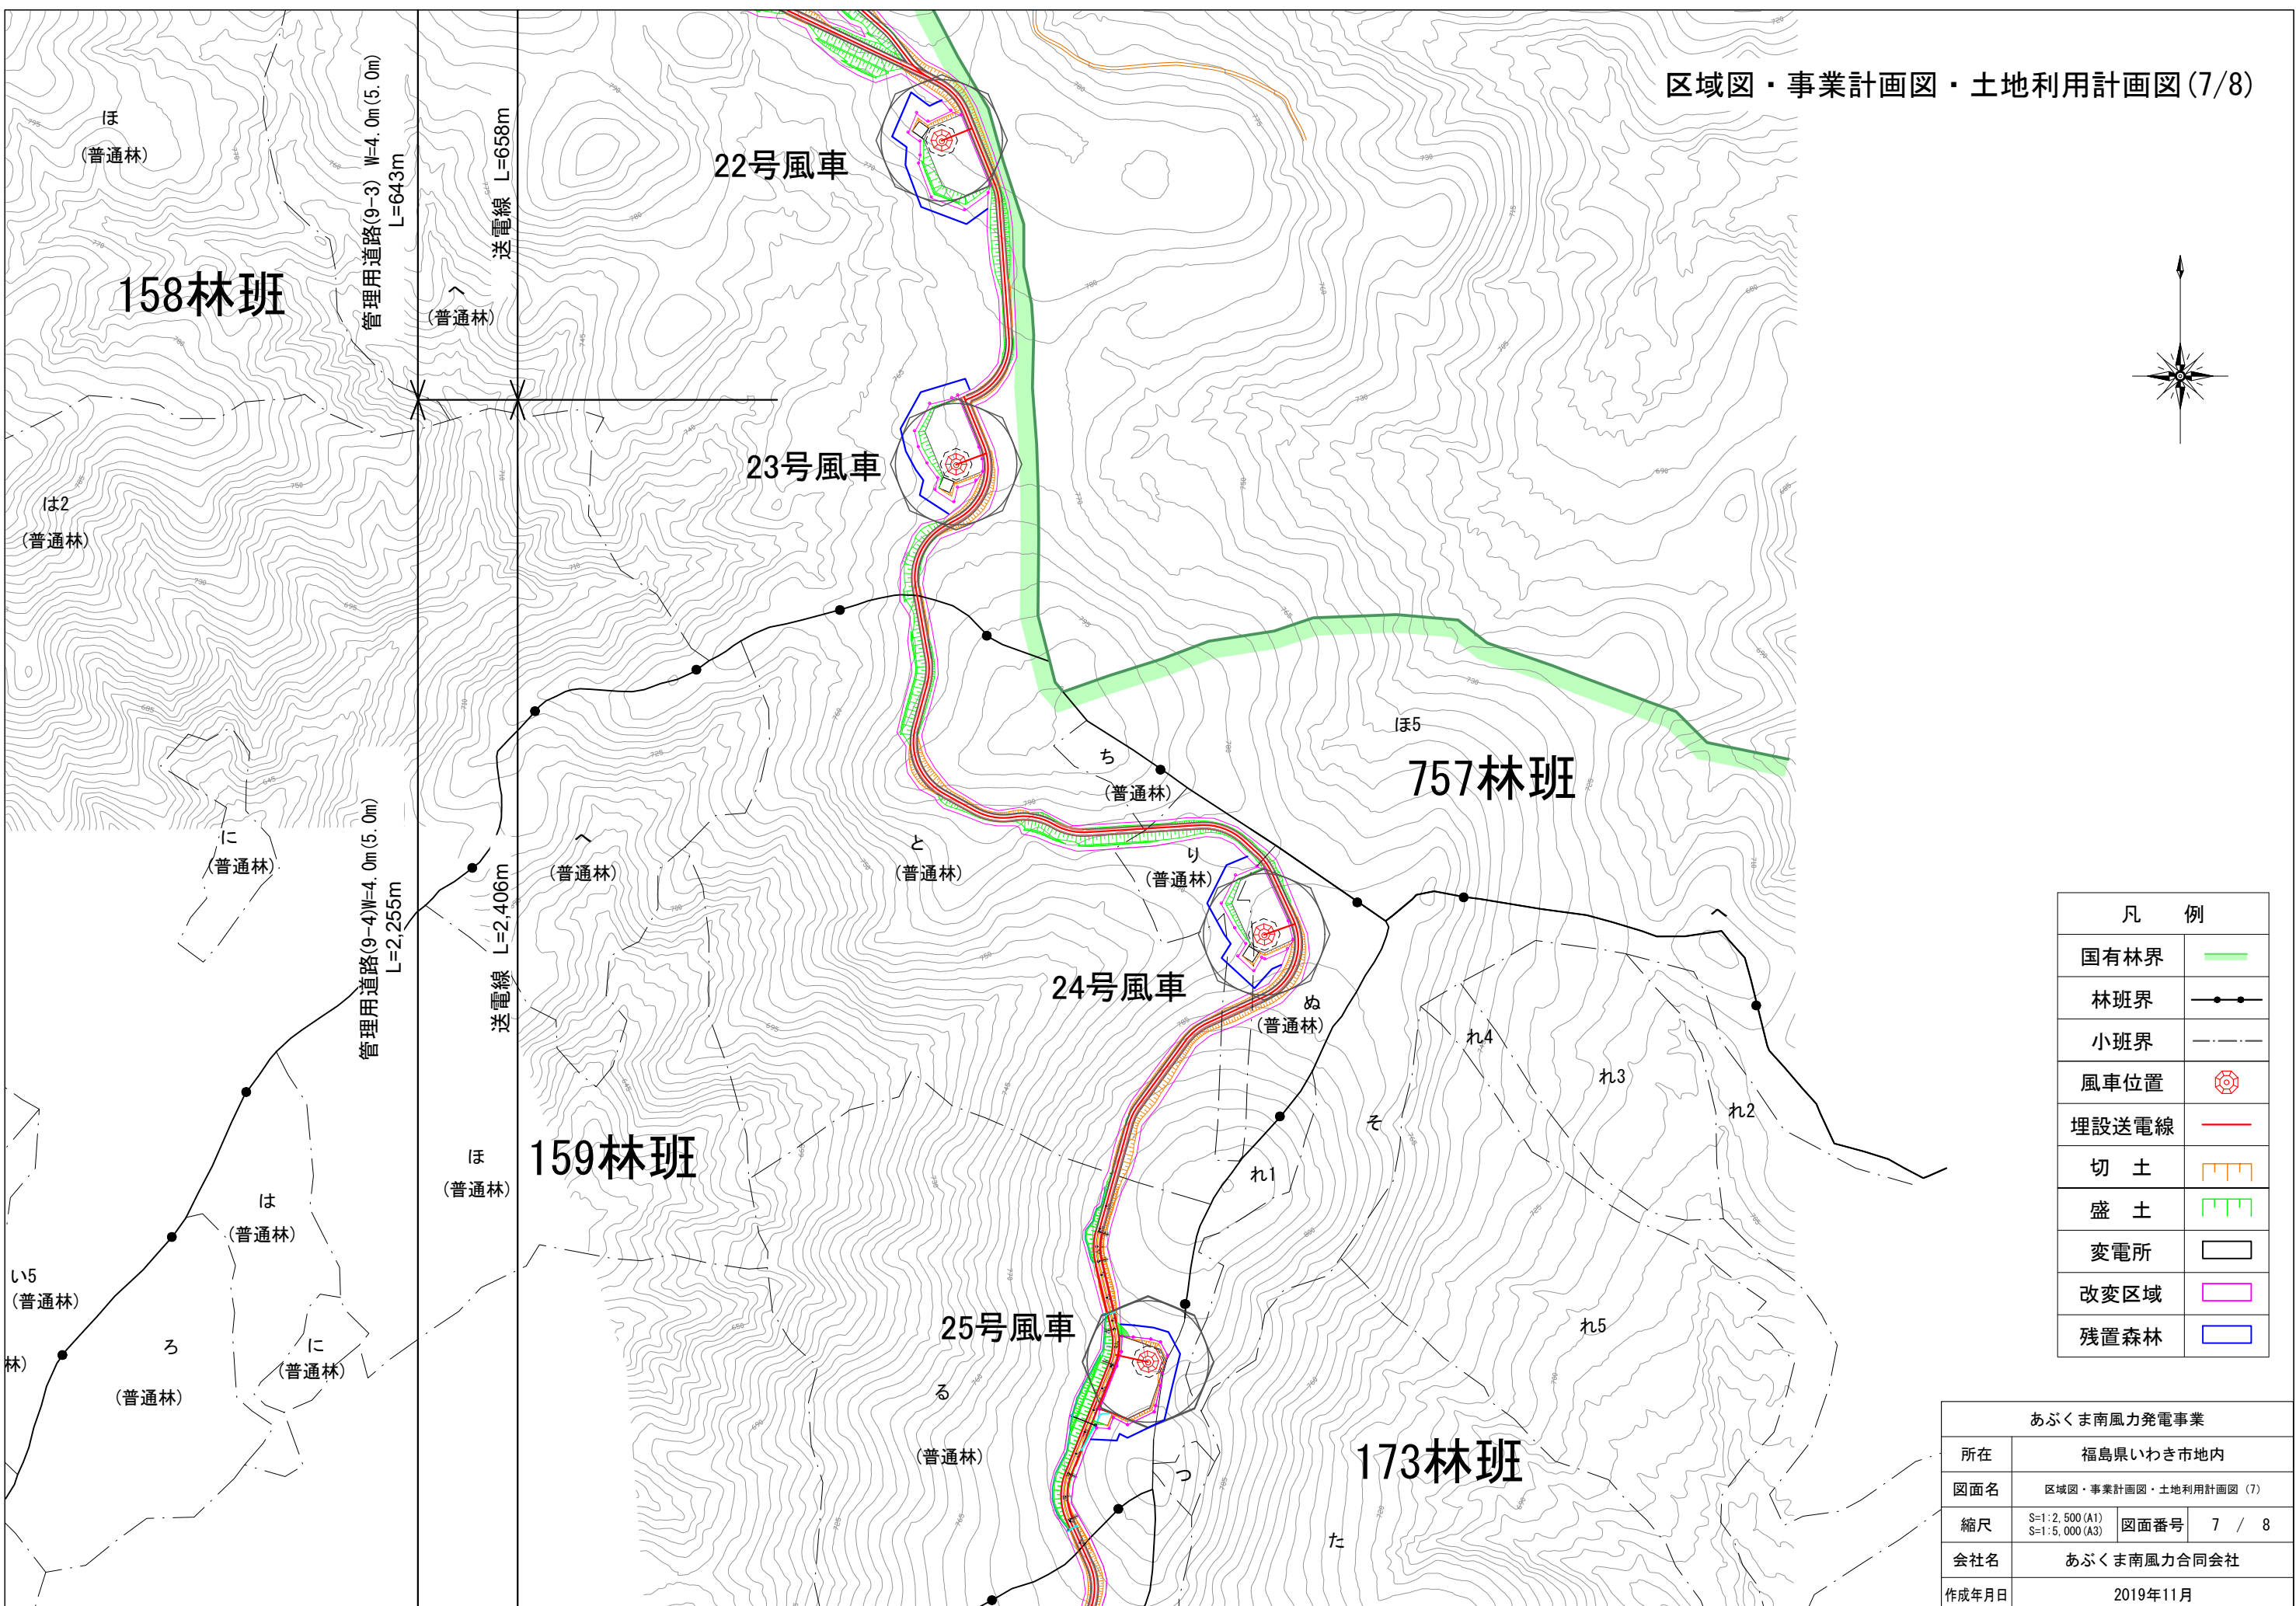 区域図・事業計画図・土地利用計画図(7/8)
ほ
(普通林)
管理用道路(9-3) W=4.0m(5.0m)
L=643m
送電線 L=658m
22号風車
158林班
へ
(普通林)
23号風車
は2
(普通林)
ほ5
757林班
ち
(普通林)
に
(普通林)
管理用道路(9-4)W=4.0m(5.0m)
L=2,255m
送電線 L=2,406m
へ
(普通林)
と
(普通林)
り
(普通林)
へ
24号風車
ぬ
(普通林)
れ4
れ3
れ2
そ
れ1
159林班
ほ
(普通林)
は
(普通林)
い5
(普通林)
林)
ろ
(普通林)
に
(普通林)
25号風車
れ5
る
(普通林)
つ
173林班
た
凡 例
国有林界
林班界
小班界
風車位置
埋設送電線
切 土
盛 土
変電所
改変区域
残置森林
あぶくま南風力発電事業
所在 福島県いわき市地内
図面名 区域図・事業計画図・土地利用計画図 (7)
縮尺 S=1:2,500(A1)
S=1:5,000(A3)
図面番号 7 / 8
会社名 あぶくま南風力合同会社
作成年月日 2019年11月